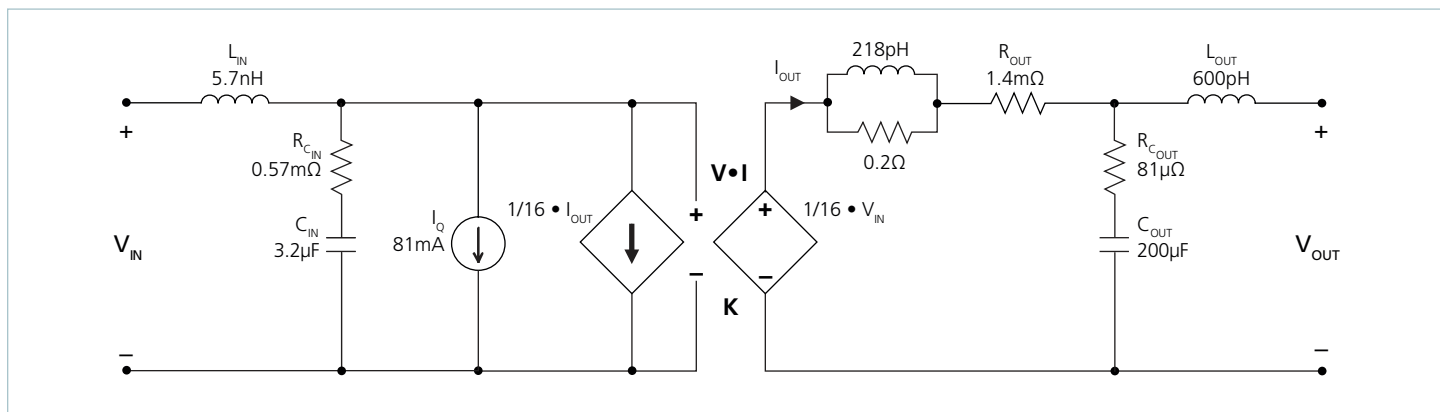 L_IN
5.7nH
+
V_IN
–
R_C_IN
0.57mΩ
C_IN
3.2µF
I_Q
81mA
1/16 • I_OUT
+
–
V•I
K
+
–
1/16 • V_IN
I_OUT
218pH
0.2Ω
R_OUT
1.4mΩ
R_C_OUT
81µΩ
C_OUT
200µF
L_OUT
600pH
+
V_OUT
–